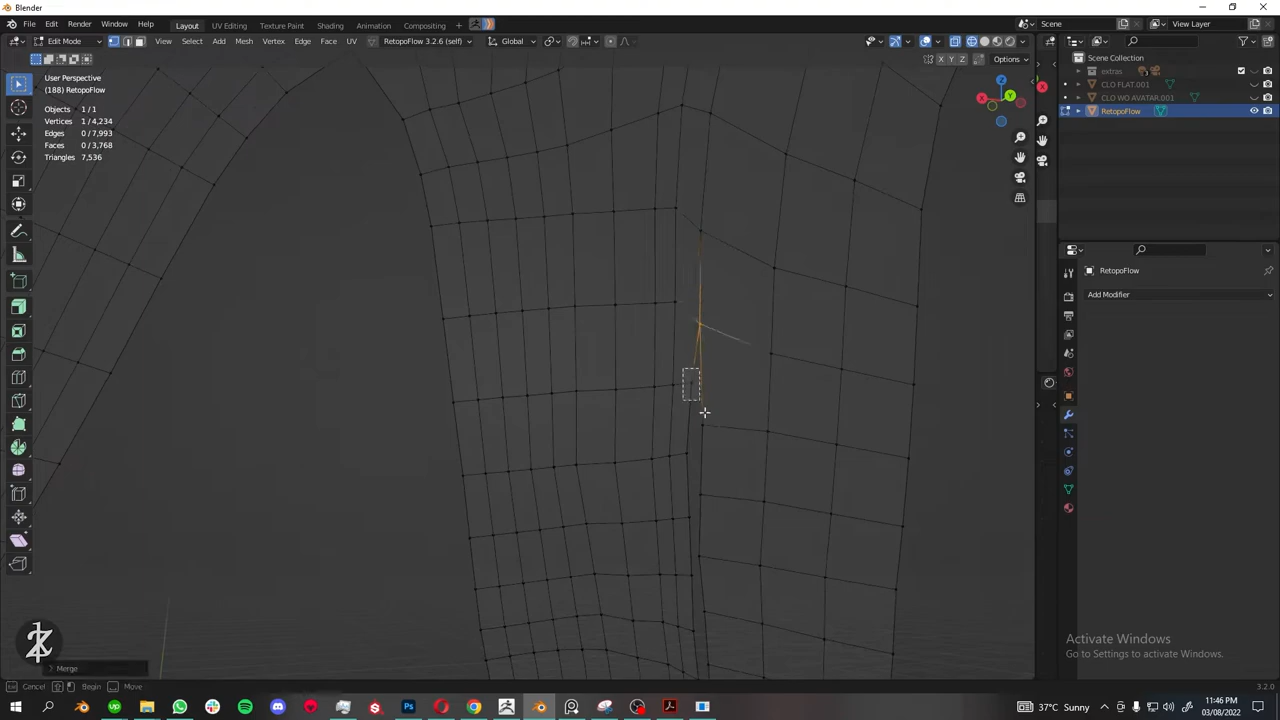 Blender
File Edit Render Window Help Layout UV Editing Texture Paint Shading Animation Compositing + Scene View Layer
Edit Mode View Select Add Mesh Vertex Edge Face UV RetopoFlow 3.2.6 (self) Global
X Y Z Options
User Perspective
(188) RetopoFlow
Objects 1/1
Vertices 1/4,234
Edges 0/7,993
Faces 0/3,768
Triangles 7,536
Z
X Y
Scene Collection
extras
CLO FLAT.001
CLO WO AVATAR.001
RetopoFlow
RetopoFlow
Add Modifier
Merge
Cancel Begin Move 3.2.0
Activate Windows
Go to Settings to activate Windows.
37°C Sunny 11:46 PM
03/08/2022